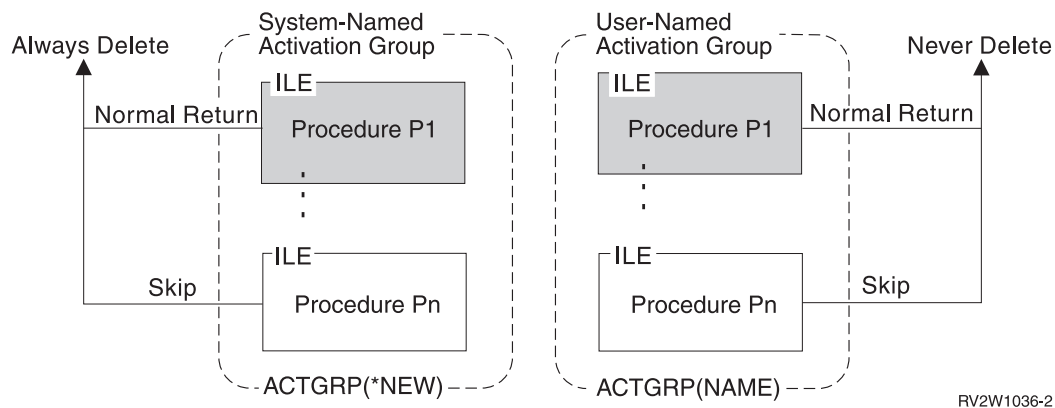 System-Named
Activation Group
User-Named
Activation Group
Always Delete
Never Delete
ILE
Procedure P1
Normal Return
ILE
Procedure P1
Normal Return
ILE
Procedure Pn
Skip
ILE
Procedure Pn
Skip
ACTGRP(*NEW)
ACTGRP(NAME)
RV2W1036-2